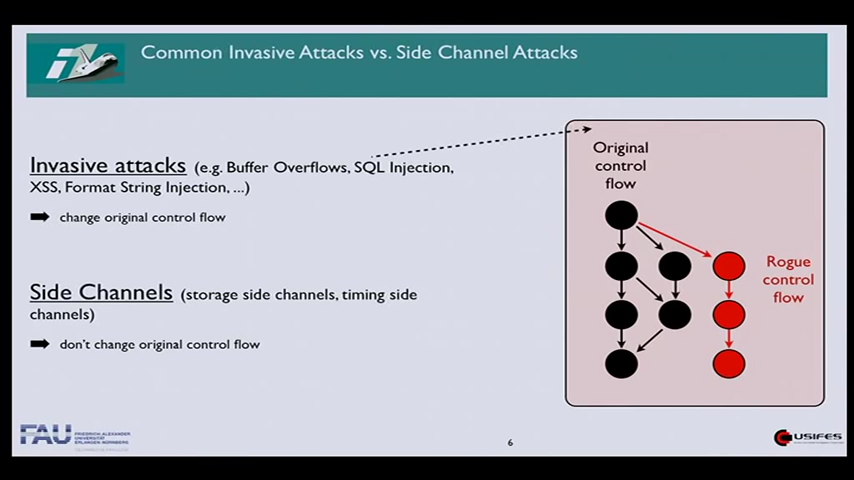 Common Invasive Attacks vs. Side Channel Attacks
Invasive attacks (e.g. Buffer Overflows, SQL Injection,
XSS, Format String Injection, ...)
change original control flow
Side Channels (storage side channels, timing side
channels)
don't change original control flow
Original
control
flow
Rogue
control
flow
FAU
FRIEDRICH-ALEXANDER
UNIVERSITÄT
ERLANGEN-NÜRNBERG
6
CUSIFES